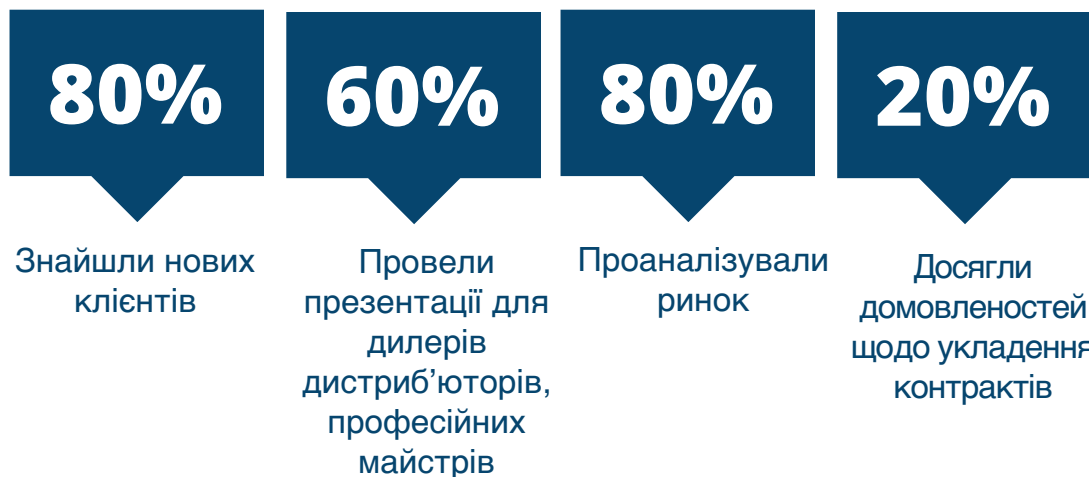 80%
60%
80%
20%
Знайшли нових
клієнтів
Провели
презентації для
дилерів
дистриб’юторів,
професійних
майстрів
Проаналізували
ринок
Досягли
домовленостей
щодо укладення
контрактів